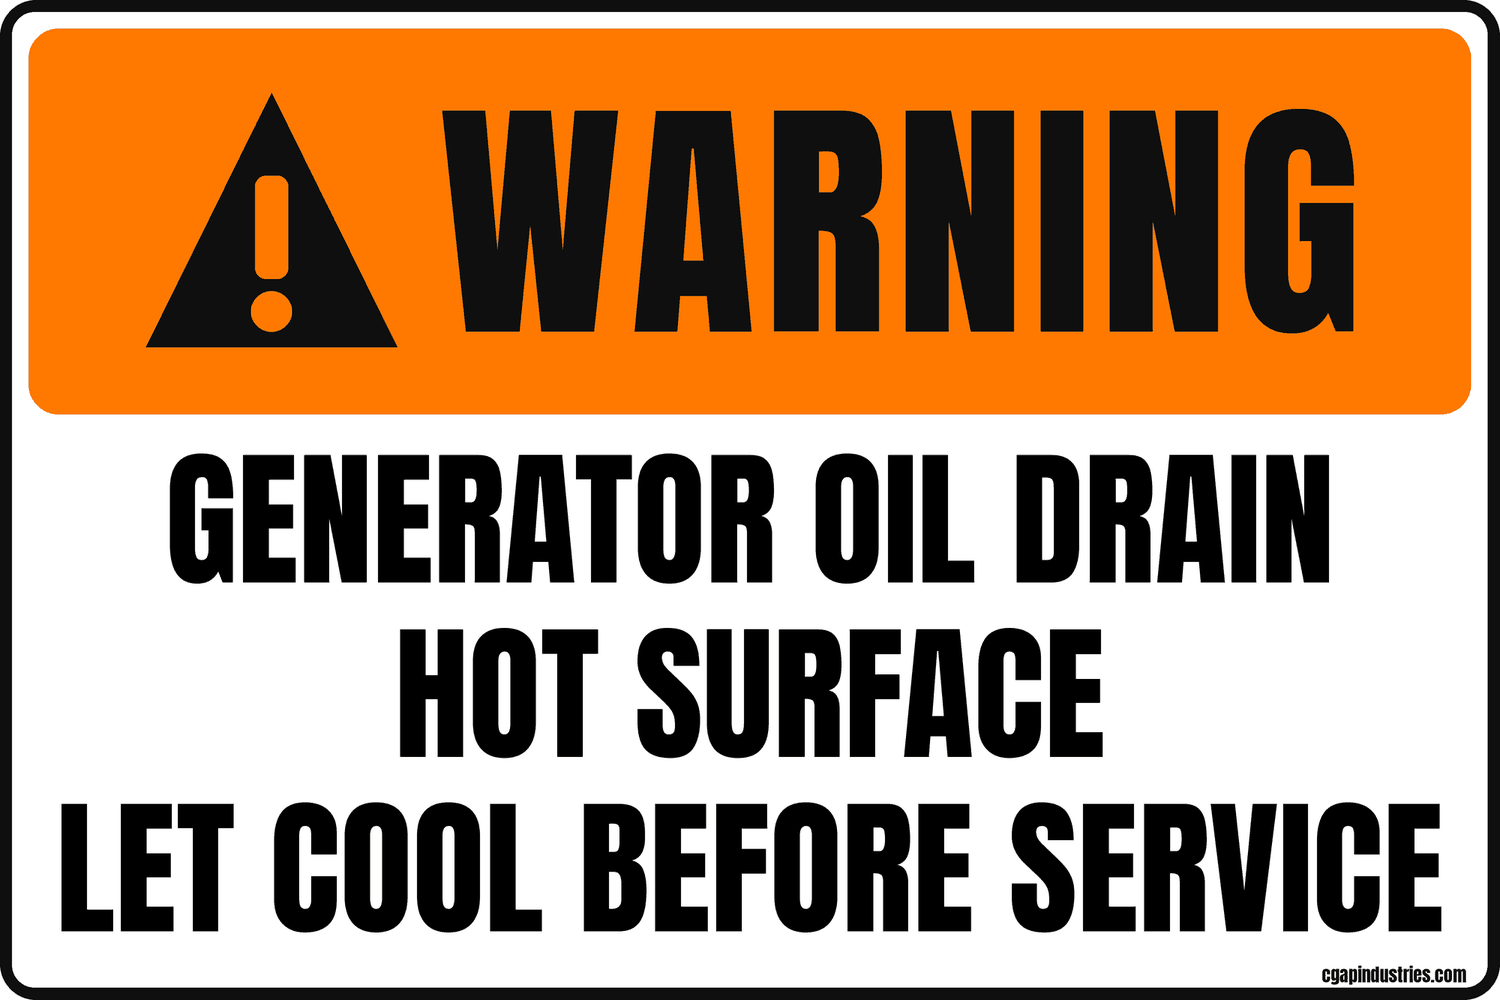 WARNING
GENERATOR OIL DRAIN
HOT SURFACE
LET COOL BEFORE SERVICE
cgapindustries.com